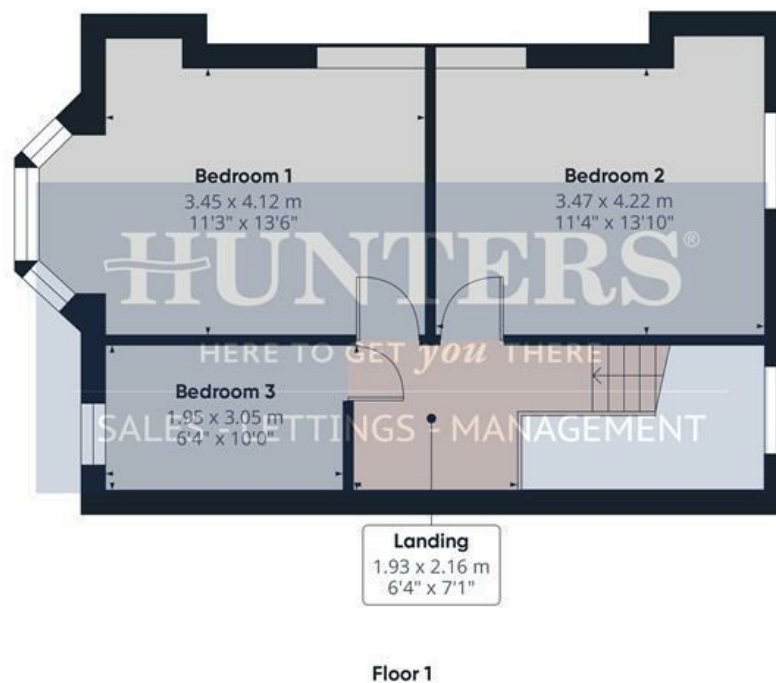 Bedroom 1
3.45 x 4.12 m
11'3" x 13'6"
Bedroom 2
3.47 x 4.22 m
11'4" x 13'10"
HUNTERS®
HERE TO GET you THERE
Bedroom 3
1.95 x 3.05 m
6'4" x 10'0"
SALES - LETTINGS - MANAGEMENT
Landing
1.93 x 2.16 m
6'4" x 7'1"
Floor 1